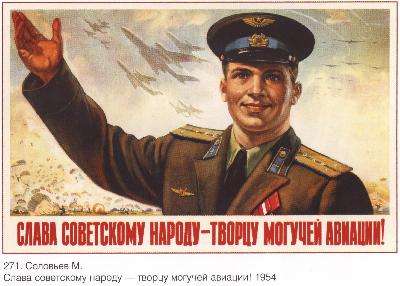 СЛАВА СОВЕТСКОМУ НАРОДУ–ТВОРЦУ МОГУЧЕЙ АВИАЦИИ!
271. Соловьев М.
Слава советскому народу — творцу могучей авиации! 1954